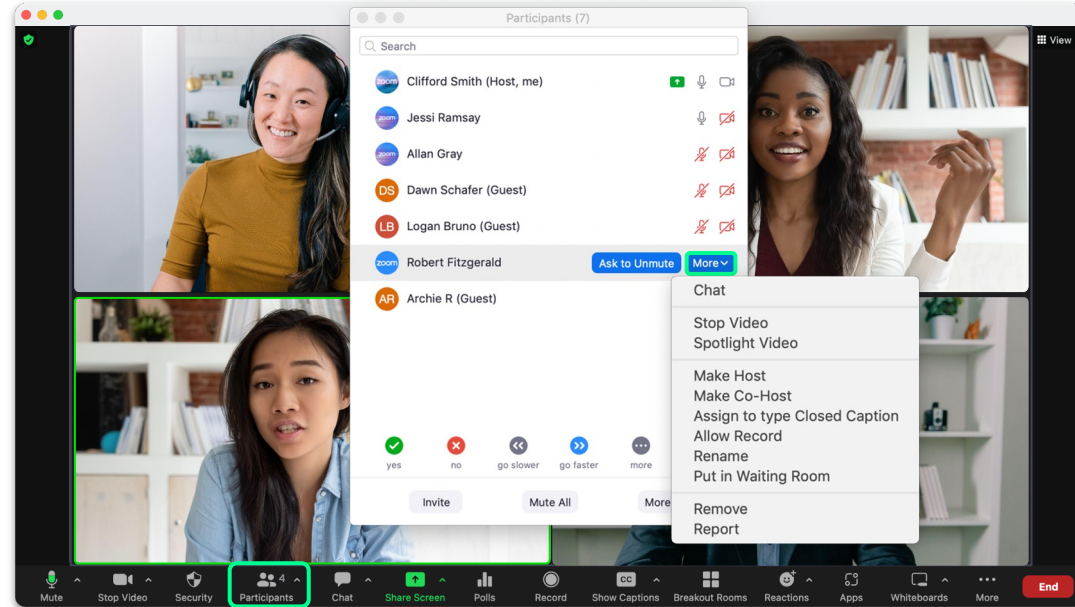 Participants (7)
View
Search
zoom Clifford Smith (Host, me)
zoom Jessi Ramsay
zoom Allan Gray
DS Dawn Schafer (Guest)
LB Logan Bruno (Guest)
zoom Robert Fitzgerald Ask to Unmute More
AR Archie R (Guest)
Chat
Stop Video
Spotlight Video
Make Host
Make Co-Host
Assign to type Closed Caption
Allow Record
Rename
Put in Waiting Room
Remove
Report
yes no go slower go faster more
Invite Mute All More
4
CC
Mute Stop Video Security Participants Chat Share Screen Polls Record Show Captions Breakout Rooms Reactions Apps Whiteboards More End